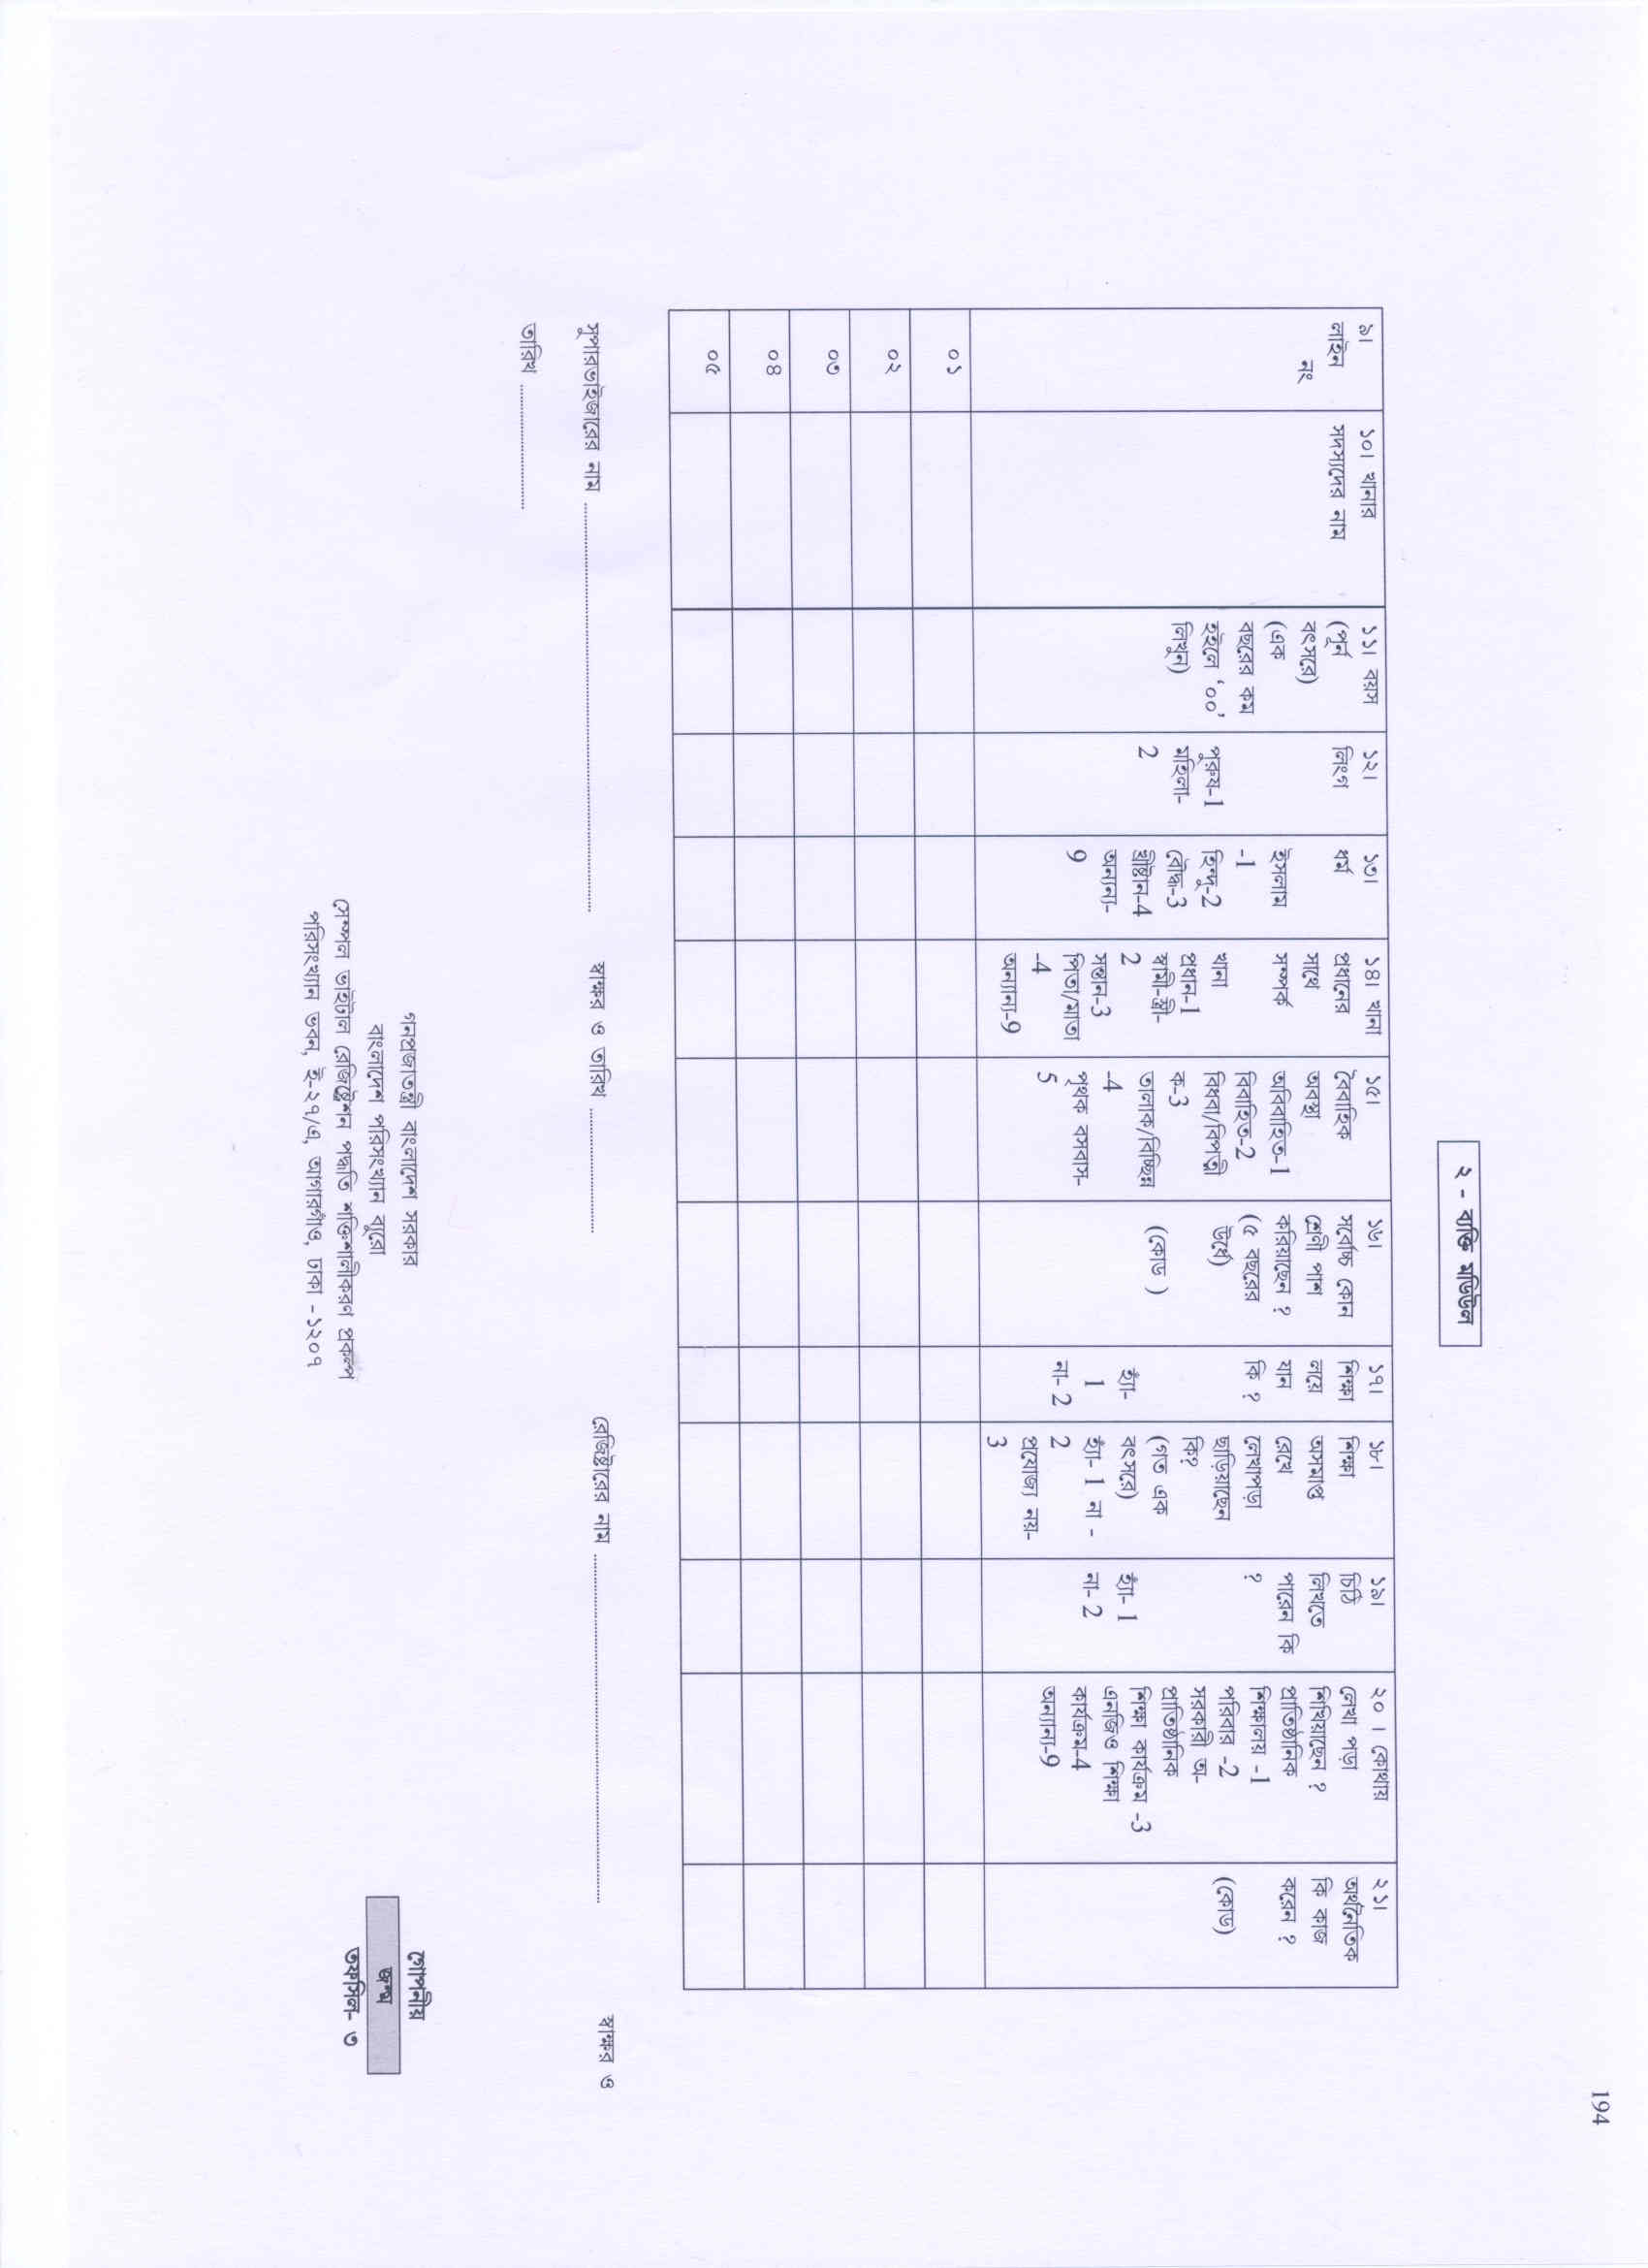 194
২ - ব্যক্তি মডিউল
৯।
লাইন
নং
১০। খানার
সদস্যদের নাম
১১। বয়স
(পূর্ন
বৎসরে)
(এক
বছরের কম
হইলে ‘০০’
লিখুন)
১২।
লিংগ
পুরুষ-1
মহিলা-
2
১৩।
ধর্ম
ইসলাম
-1
হিন্দু-2
বৌদ্ধ-3
খ্রীষ্টান-4
অন্যন্য-
9
১৪। খানা
প্রধানের
সাথে
সম্পর্ক
খানা
প্রধান-1
স্বামী-স্ত্রী-
2
সন্তান-3
পিতা/মাতা
-4
অন্যান্য-9
১৫।
বৈবাহিক
অবস্থা
অবিবাহিত-1
বিবাহিত-2
বিধবা/বিপত্নী
ক-3
তালাক/বিচ্ছিন্ন
-4
পৃথক বসবাস-
5
১৬।
সর্বোচ্চ কোন
শ্রেণী পাশ
করিয়াছেন ?
(৫ বছরের
উর্ধে)
(কোড )
১৭।
শিক্ষা
লয়ে
যান
কি ?
হ্যাঁ-
1
না- 2
১৮।
শিক্ষা
অসমাপ্ত
রেখে
লেখাপড়া
ছাড়িয়াছেন
কি?
(গত এক
বৎসরে)
হ্যাঁ- 1 না -
2
প্রযোজ্য নয়-
3
১৯।
চিঠি
লিখতে
পারেন কি
?
হ্যাঁ- 1
না- 2
২০ । কোথায়
লেখা পড়া
শিখিয়াছেন ?
প্রাতিষ্ঠানিক
শিক্ষালয় -1
পরিবার -2
সরকারী অ-
প্রাতিষ্ঠানিক
শিক্ষা কার্যক্রম -3
এনজিও শিক্ষা
কার্যক্রম-4
অন্যান্য-9
২১।
অর্থনৈতিক
কি কাজ
করেন ?
(কোড)
০১
০২
০৩
০৪
০৫
সুপারভাইজারের নাম .......................................................... স্বাক্ষর ও তারিখ .................... রেজিষ্ট্রারের নাম .......................................................... স্বাক্ষর ও
তারিখ ....................
গোপনীয়
গনপ্রজাতন্ত্রী বাংলাদেশ সরকার
জন্ম
বাংলাদেশ পরিসংখ্যান ব্যুরো
তফসিল- ৩
সেম্পল ভাইটাল রেজিষ্ট্রেশন পদ্ধতি শক্তিশালীকরণ প্রকল্প
পরিসংখ্যান ভবন, ই-২৭/এ, আগারগাঁও, ঢাকা -১২০৭